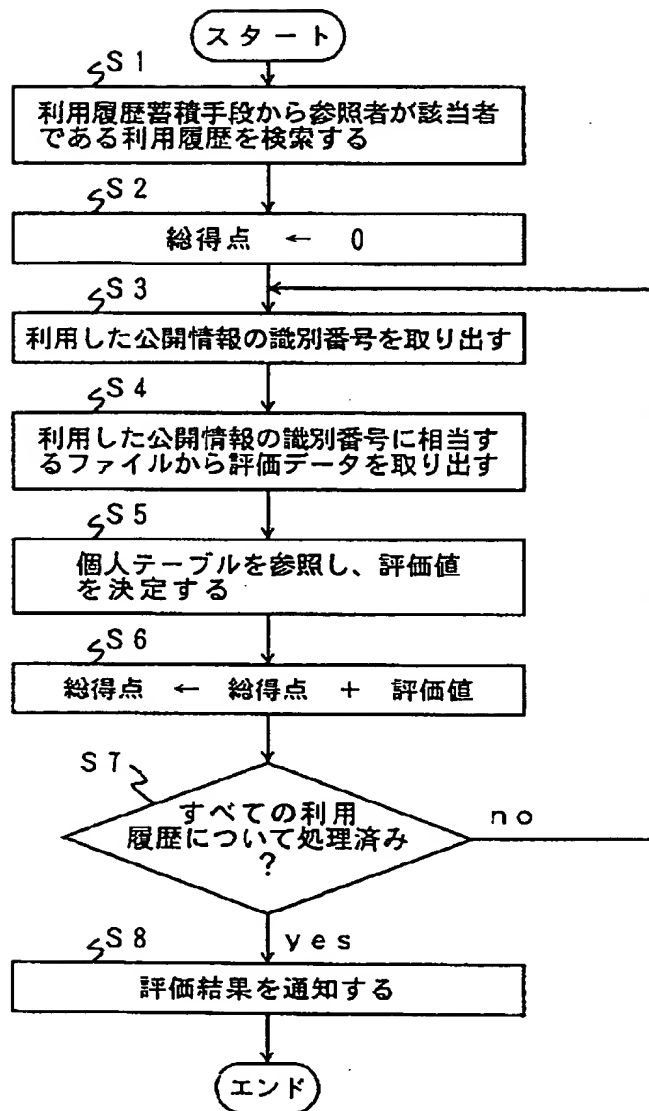 スタート
S1
利用履歴蓄積手段から参照者が該当者
である利用履歴を検索する
S2
総得点 ← 0
S3
利用した公開情報の識別番号を取り出す
S4
利用した公開情報の識別番号に相当す
るファイルから評価データを取り出す
S5
個人テーブルを参照し、評価値
を決定する
S6
総得点 ← 総得点 + 評価値
S7
すべての利用
履歴について処理済み
?
no
yes
S8
評価結果を通知する
エンド